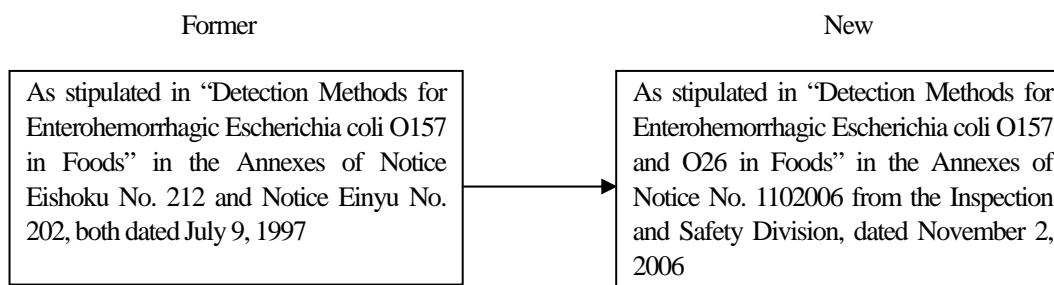 Former
New
As stipulated in “Detection Methods for
Enterohemorrhagic Escherichia coli O157
in Foods” in the Annexes of Notice
Eishoku No. 212 and Notice Einyu No.
202, both dated July 9, 1997
As stipulated in “Detection Methods for
Enterohemorrhagic Escherichia coli O157
and O26 in Foods” in the Annexes of
Notice No. 1102006 from the Inspection
and Safety Division, dated November 2,
2006